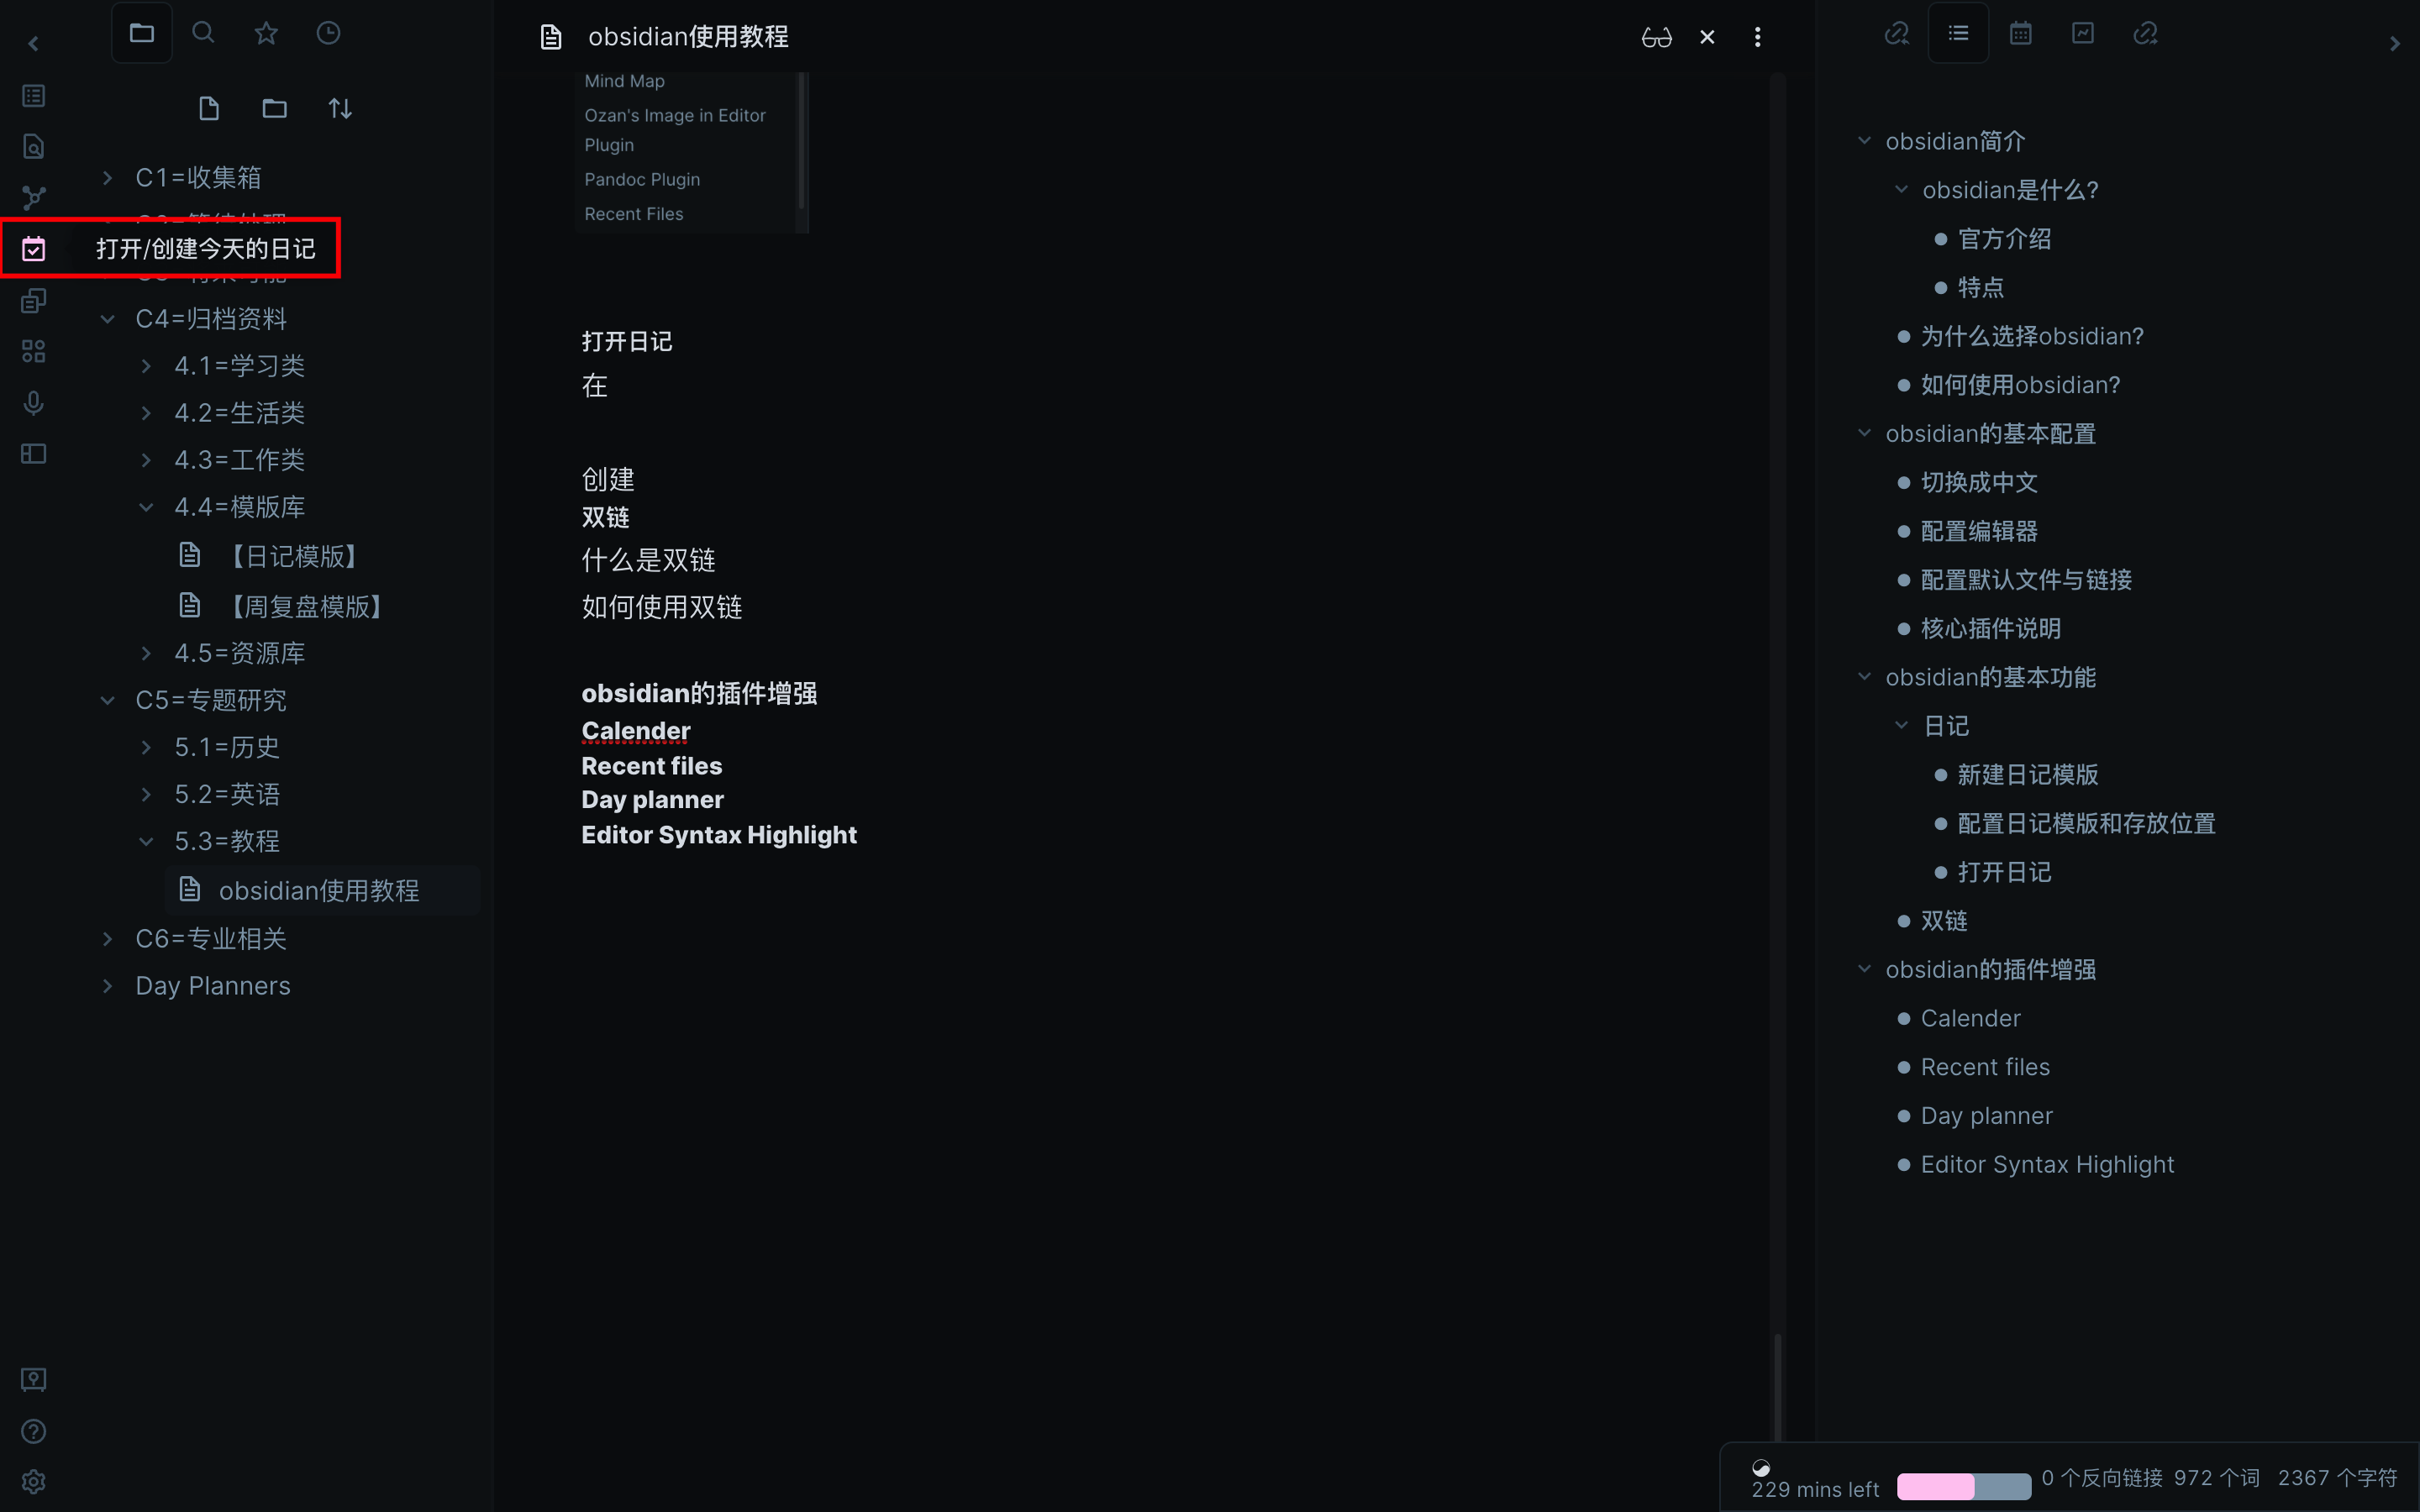 C1=收集箱
打开/创建今天的日记
C4=归档资料
4.1=学习类
4.2=生活类
4.3=工作类
4.4=模版库
【日记模版】
【周复盘模版】
4.5=资源库
C5=专题研究
5.1=历史
5.2=英语
5.3=教程
obsidian使用教程
C6=专业相关
Day Planners
obsidian使用教程
Mind Map
Ozan's Image in Editor
Plugin
Pandoc Plugin
Recent Files
打开日记
在
创建
双链
什么是双链
如何使用双链
obsidian的插件增强
Calender
Recent files
Day planner
Editor Syntax Highlight
obsidian简介
obsidian是什么?
官方介绍
特点
为什么选择obsidian?
如何使用obsidian?
obsidian的基本配置
切换成中文
配置编辑器
配置默认文件与链接
核心插件说明
obsidian的基本功能
日记
新建日记模版
配置日记模版和存放位置
打开日记
双链
obsidian的插件增强
Calender
Recent files
Day planner
Editor Syntax Highlight
229 mins left
0 个反向链接 972 个词 2367 个字符